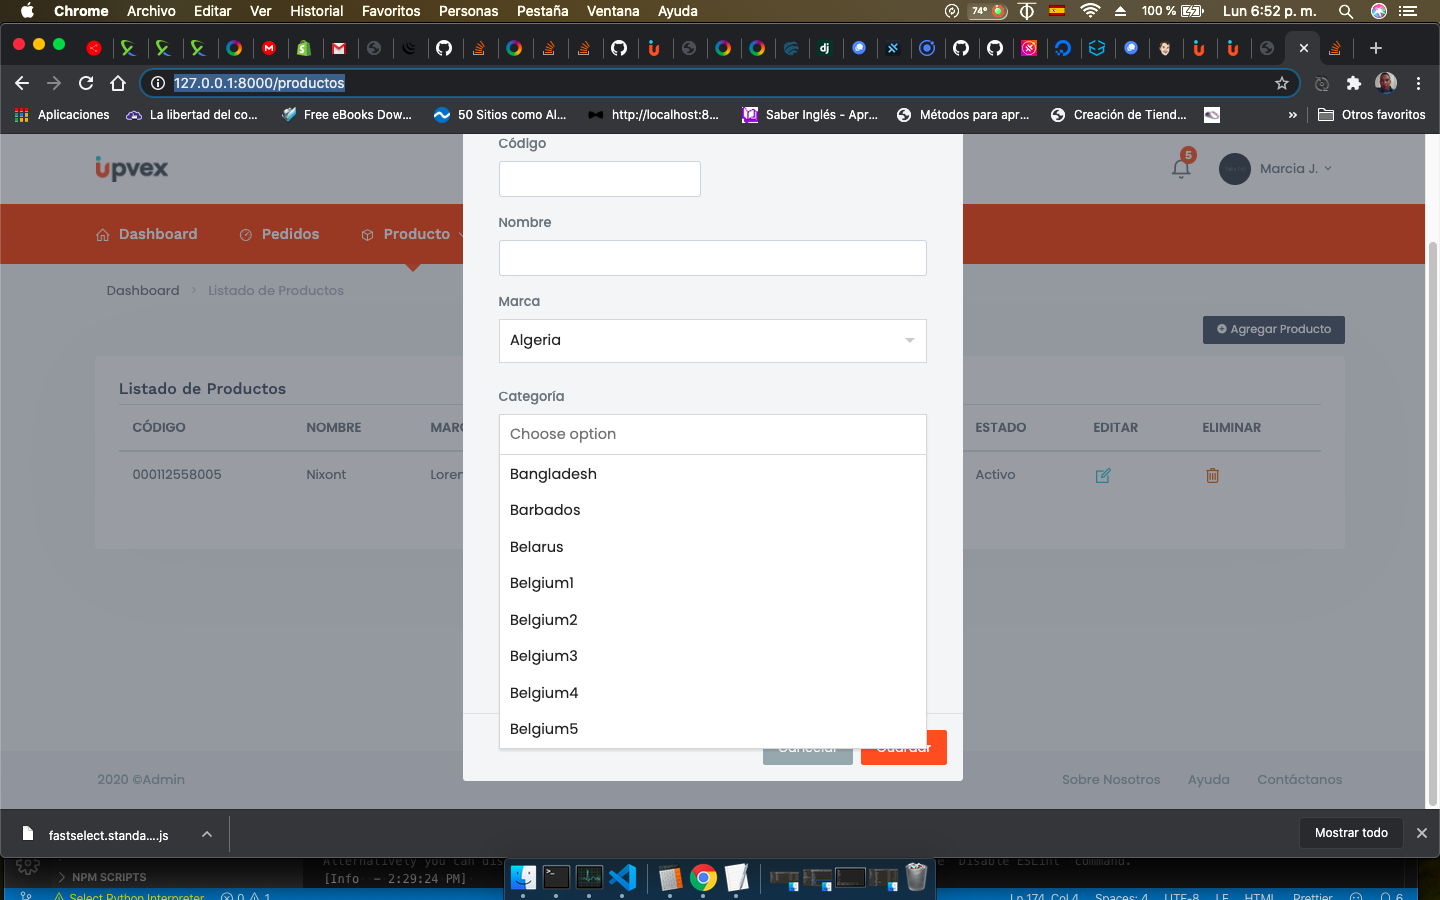 Chrome Archivo Editar Ver Historial Favoritos Personas Pestaña Ventana Ayuda 74° 100 % Lun 6:52 p. m.
127.0.0.1:8000/productos
Aplicaciones La libertad del co... Free eBooks Dow... 50 Sitios como Al... http://localhost:8... Saber Inglés - Apr... Métodos para apr... Creación de Tiend... » Otros favoritos
upvex 5 Marcia J.
Dashboard Pedidos Producto
Dashboard > Listado de Productos
Agregar Producto
Listado de Productos
CÓDIGO NOMBRE MARC ESTADO EDITAR ELIMINAR
000112558005 Nixont Loren Activo
Código
Nombre
Marca
Algeria
Categoría
Choose option
Bangladesh
Barbados
Belarus
Belgium1
Belgium2
Belgium3
Belgium4
Belgium5
Cancelar Guardar
2020 ©Admin Sobre Nosotros Ayuda Contáctanos
fastselect.standa....js Mostrar todo
Alternatively you can dis 'Disable ESLint' command.
NPM SCRIPTS [Info - 2:29:24 PM]
Select Python Interpreter 0 1 Ln 174, Col 4 Spaces: 4 UTF-8 LF HTML Prettier 6